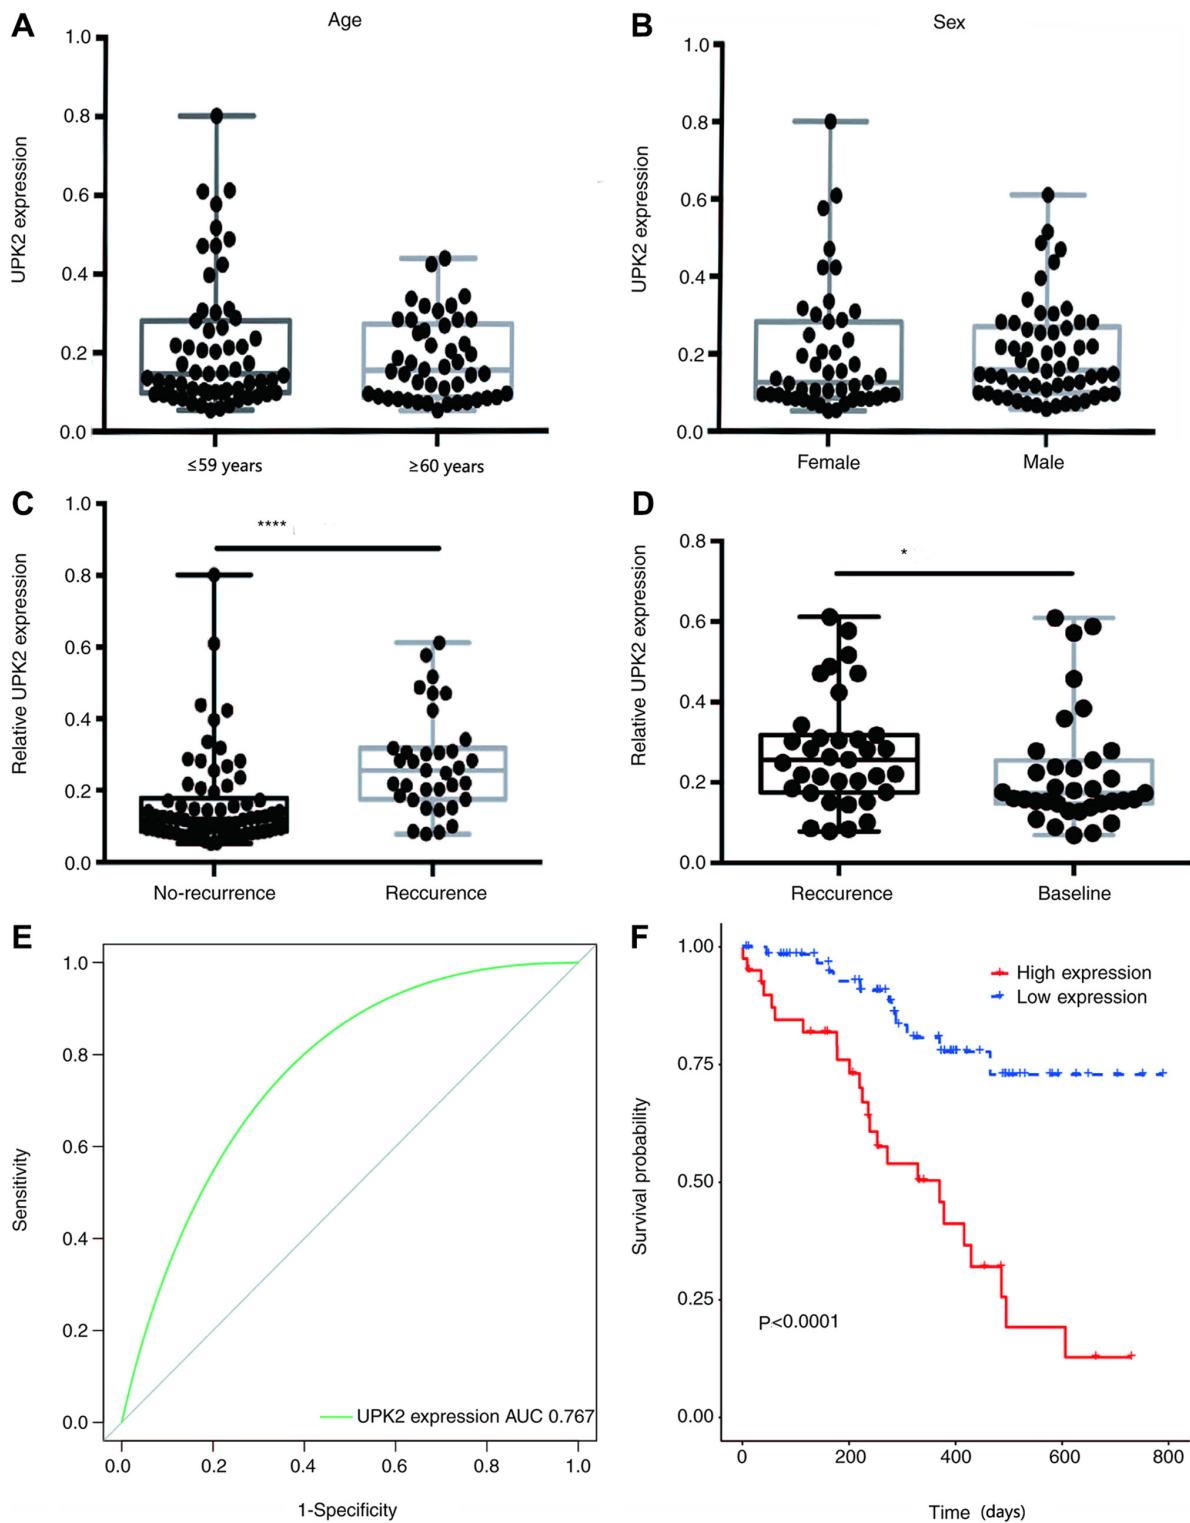 A
Age
1.0
0.8
0.6
0.4
0.2
0.0
UPK2 expression
≤59 years
≥60 years
B
Sex
1.0
0.8
0.6
0.4
0.2
0.0
UPK2 expression
Female
Male
C
1.0
0.8
0.6
0.4
0.2
0.0
Relative UPK2 expression
****
No-recurrence
Reccurence
D
0.8
0.6
0.4
0.2
0.0
Relative UPK2 expression
*
Reccurence
Baseline
E
1.0
0.8
0.6
0.4
0.2
0.0
Sensitivity
UPK2 expression AUC 0.767
0.0 0.2 0.4 0.6 0.8 1.0
1-Specificity
F
1.00
0.75
0.50
0.25
0.00
Survival probability
High expression
Low expression
P<0.0001
0 200 400 600 800
Time (days)